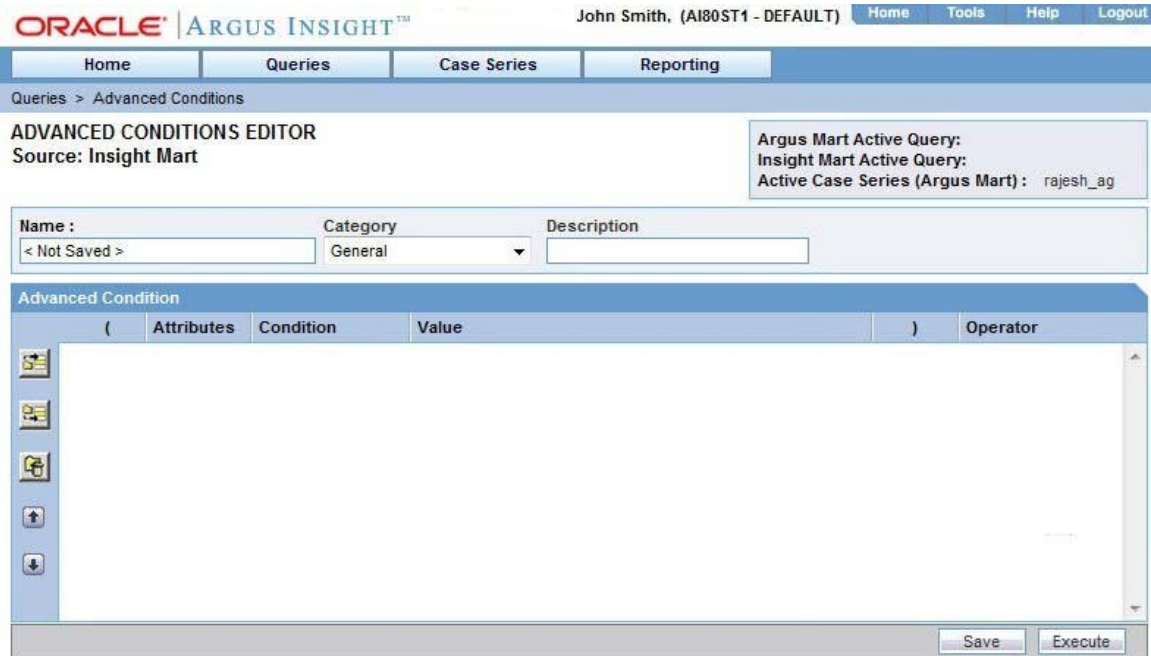 ORACLE® ARGUS INSIGHT™ John Smith, (AI80ST1 - DEFAULT) Home Tools Help Logout
Home Queries Case Series Reporting
Queries > Advanced Conditions
ADVANCED CONDITIONS EDITOR
Source: Insight Mart
Argus Mart Active Query:
Insight Mart Active Query:
Active Case Series (Argus Mart) : rajesh_ag
Name : Category Description
< Not Saved > General
Advanced Condition
( Attributes Condition Value ) Operator
Save Execute